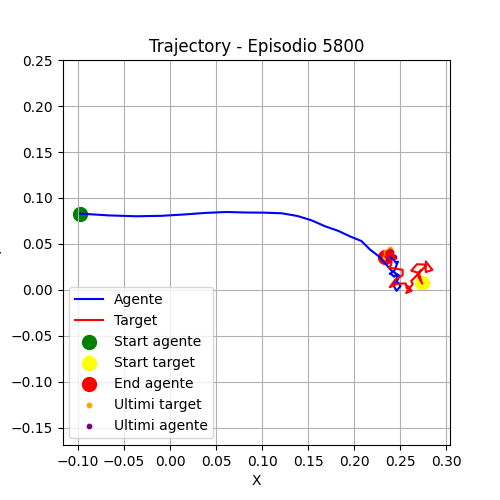 Trajectory - Episodio 5800
0.25
0.20
0.15
0.10
0.05
0.00
−0.05
−0.10
−0.15
Agente
Target
Start agente
Start target
End agente
Ultimi target
Ultimi agente
−0.10 −0.05 0.00 0.05 0.10 0.15 0.20 0.25 0.30
X